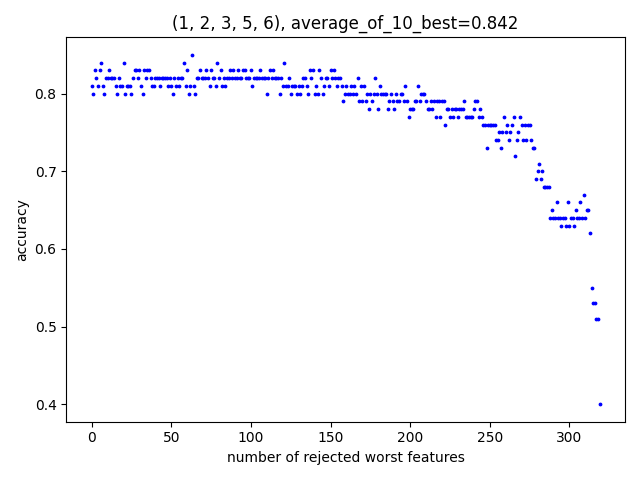 (1, 2, 3, 5, 6), average_of_10_best=0.842
accuracy
0.8
0.7
0.6
0.5
0.4
0 50 100 150 200 250 300
number of rejected worst features